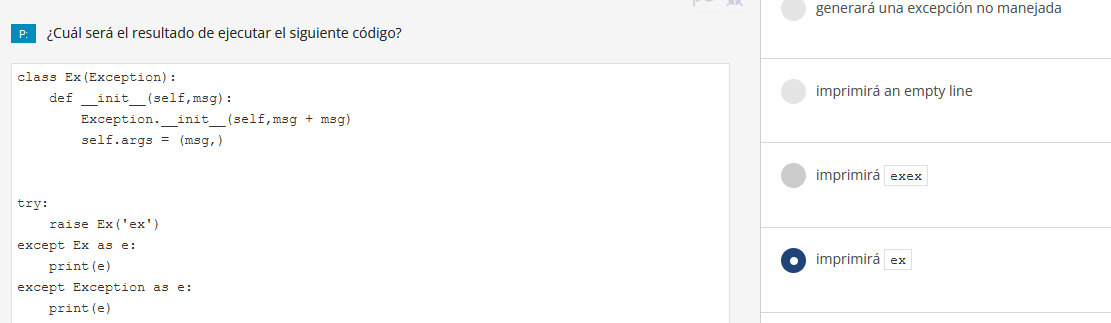 P:
¿Cuál será el resultado de ejecutar el siguiente código?
class Ex(Exception):
    def __init__(self,msg):
        Exception.__init__(self,msg + msg)
        self.args = (msg,)
try:
    raise Ex('ex')
except Ex as e:
    print(e)
except Exception as e:
    print(e)
generará una excepción no manejada
imprimirá an empty line
imprimirá exex
imprimirá ex